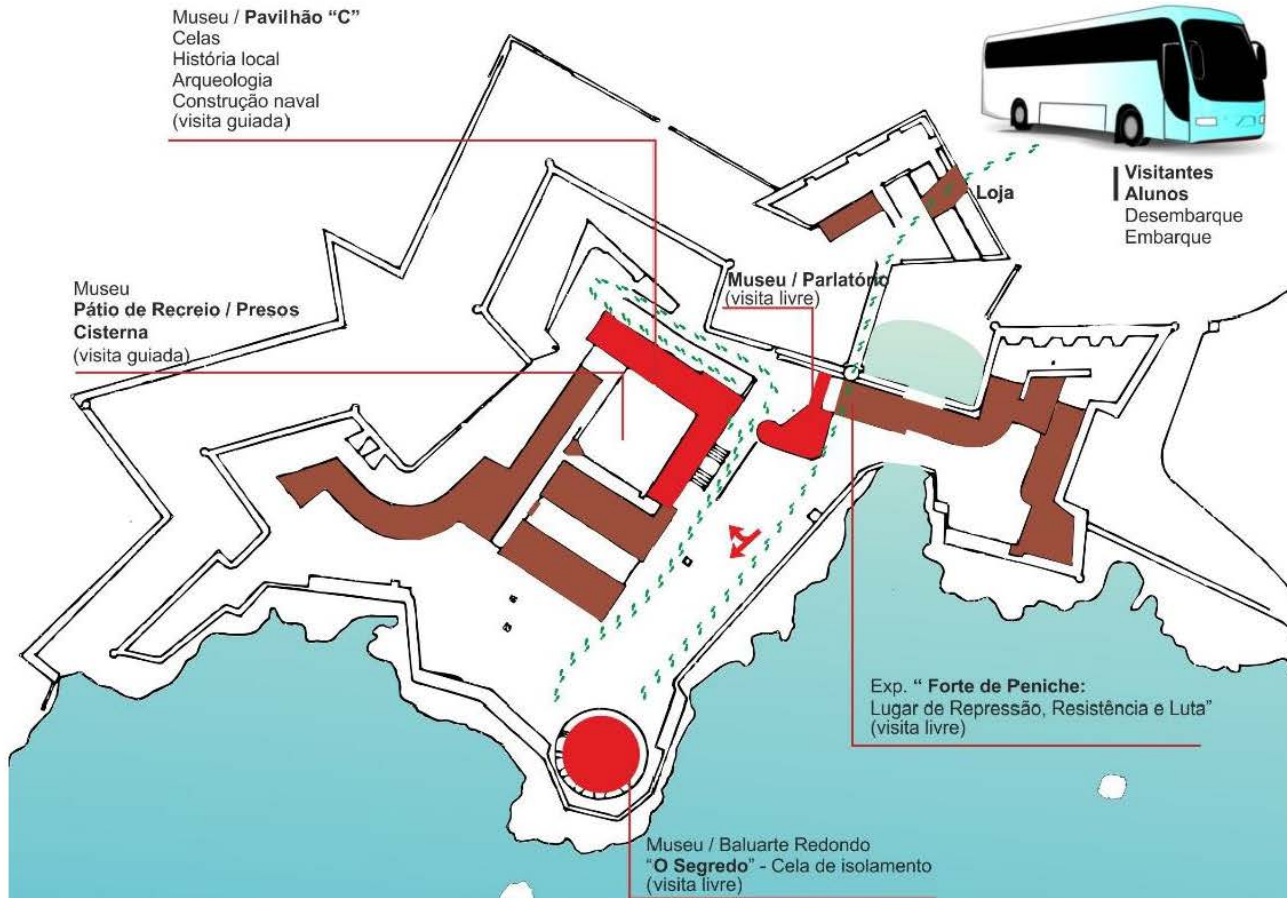 Museu / Pavilhão “C”
Celas
História local
Arqueologia
Construção naval
(visita guiada)
Visitantes
Alunos
Desembarque
Embarque
Loja
Museu / Parlatório
(visita livre)
Museu
Pátio de Recreio / Presos
Cisterna
(visita guiada)
Exp. “ Forte de Peniche:
Lugar de Repressão, Resistência e Luta”
(visita livre)
Museu / Baluarte Redondo
“O Segredo” - Cela de isolamento
(visita livre)